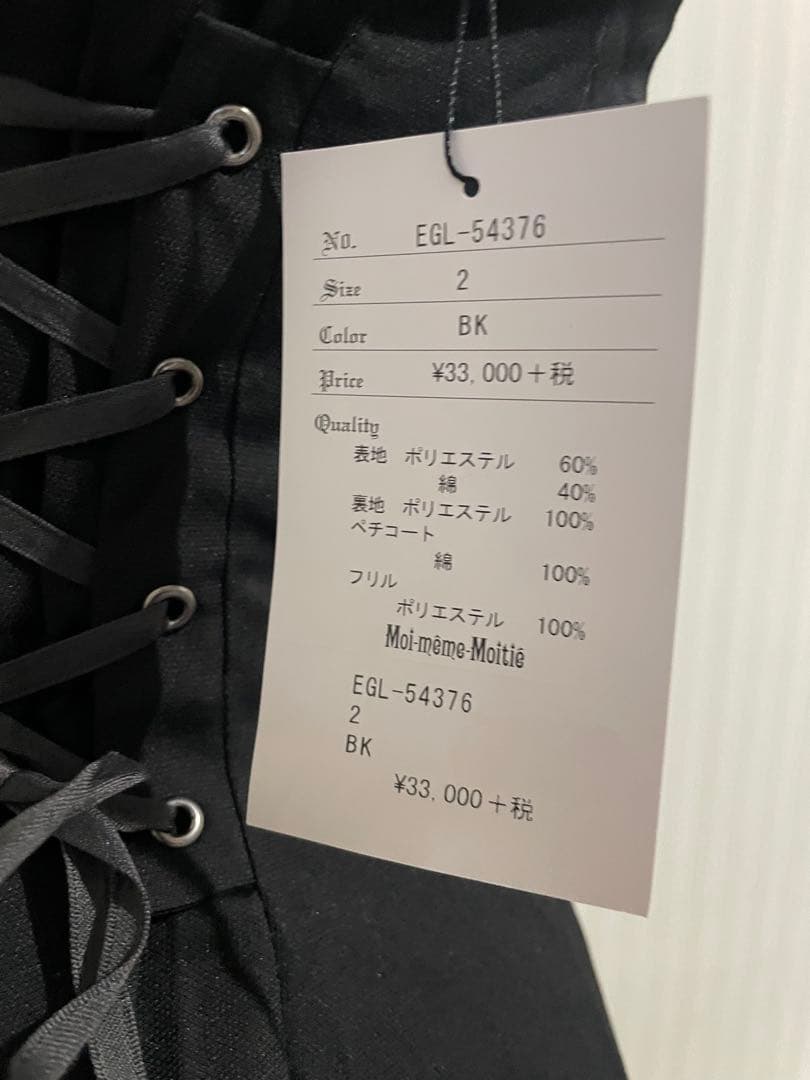 No. EGL-54376
Size 2
Color BK
Price ¥33,000+税
Quality
表地 ポリエステル 60%
綿 40%
裏地 ポリエステル 100%
ペチコート
綿 100%
フリル
ポリエステル 100%
Moi-même-Moitié
EGL-54376
2
BK
¥33,000+税